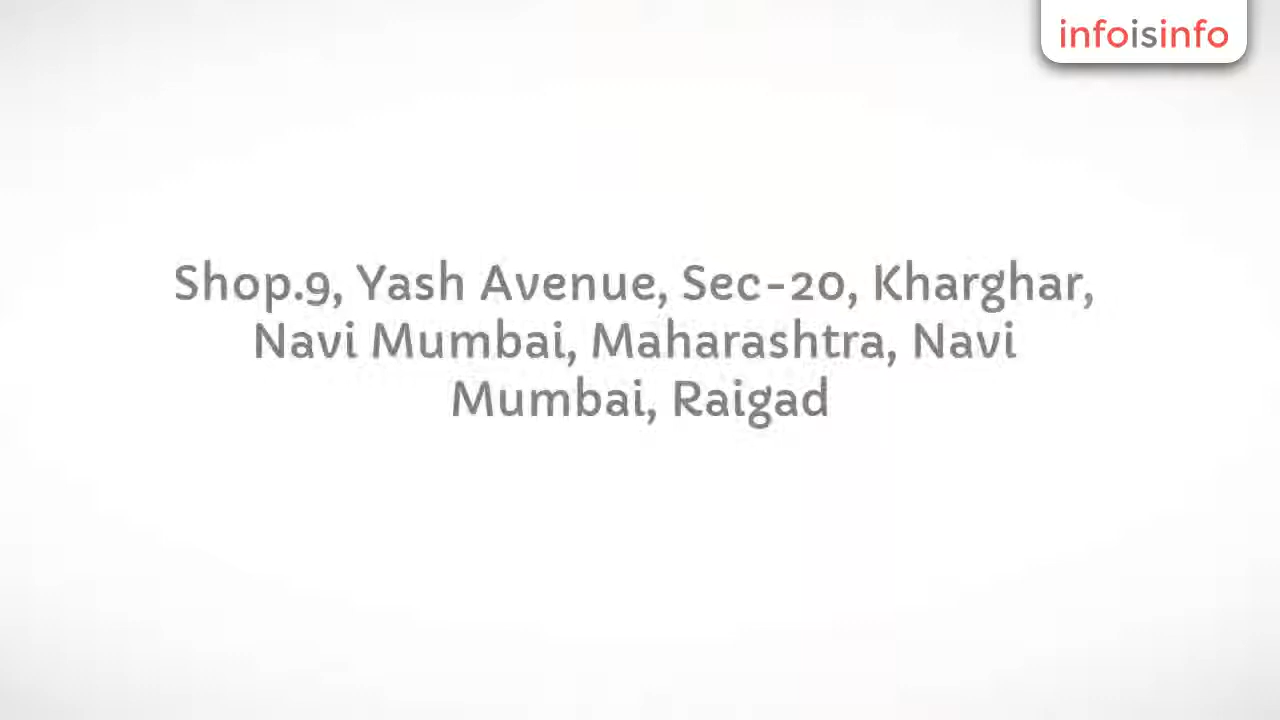 infoisinfo
Shop.9, Yash Avenue, Sec-20, Kharghar,
Navi Mumbai, Maharashtra, Navi
Mumbai, Raigad